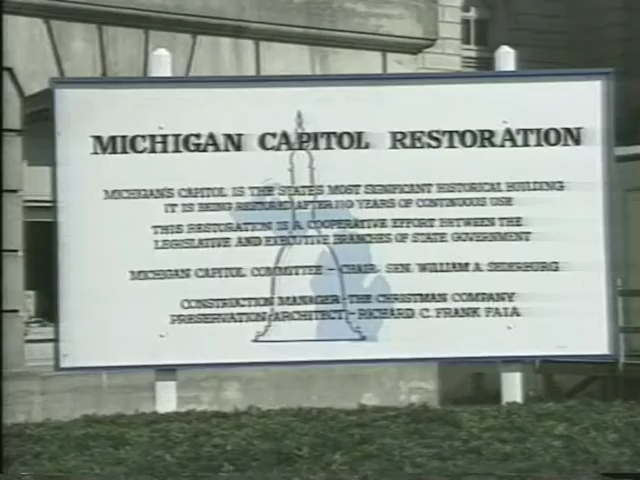 MICHIGAN CAPITOL RESTORATION
MICHIGAN'S CAPITOL IS THE STATE'S MOST SIGNIFICANT HISTORICAL BUILDING
IT IS BEING RESTORED AFTER 110 YEARS OF CONTINUOUS USE
THIS RESTORATION IS A COOPERATIVE EFFORT BETWEEN THE
LEGISLATIVE AND EXECUTIVE BRANCHES OF STATE GOVERNMENT
MICHIGAN CAPITOL COMMITTEE - CHAIR. SEN. WILLIAM A. SEDERBURG
CONSTRUCTION MANAGER-THE CHRISTMAN COMPANY
PRESERVATION ARCHITECT-RICHARD C. FRANK F.A.I.A.